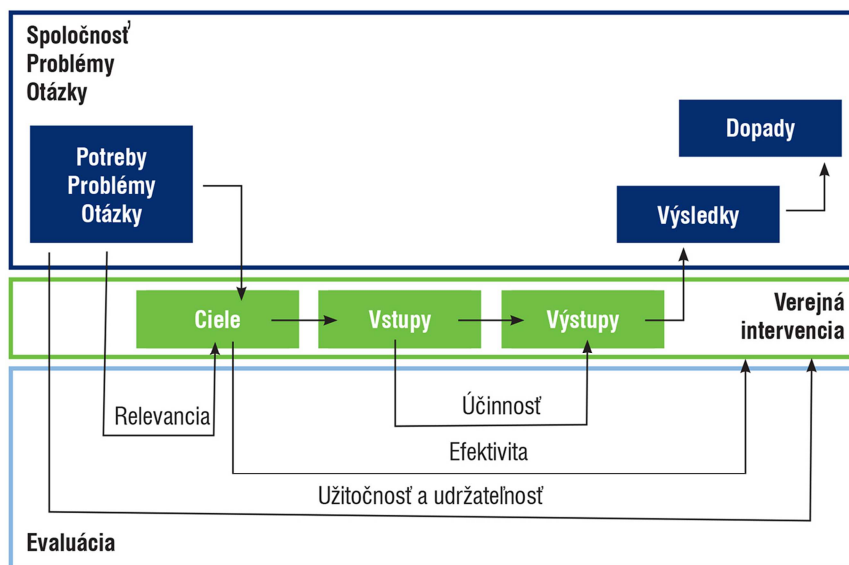 Spoločnosť
Problémy
Otázky
Potreby
Problémy
Otázky
Dopady
Výsledky
Ciele
Vstupy
Výstupy
Verejná
intervencia
Relevancia
Účinnosť
Efektivita
Užitočnosť a udržateľnosť
Evaluácia